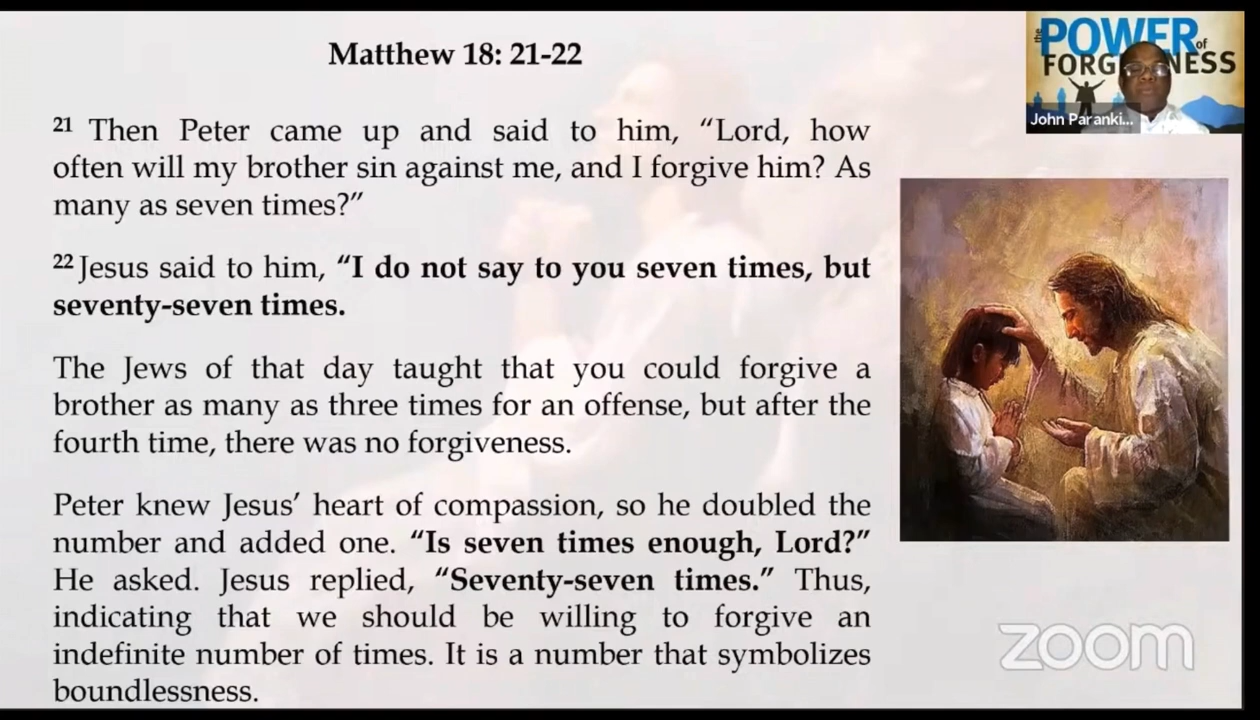 Matthew 18: 21-22
21 Then Peter came up and said to him, “Lord, how
often will my brother sin against me, and I forgive him? As
many as seven times?”
22 Jesus said to him, “I do not say to you seven times, but
seventy-seven times.
The Jews of that day taught that you could forgive a
brother as many as three times for an offense, but after the
fourth time, there was no forgiveness.
Peter knew Jesus’ heart of compassion, so he doubled the
number and added one. “Is seven times enough, Lord?”
He asked. Jesus replied, “Seventy-seven times.” Thus,
indicating that we should be willing to forgive an
indefinite number of times. It is a number that symbolizes
boundlessness.
the POWER of
FORG NESS
John Paranki...
zoom